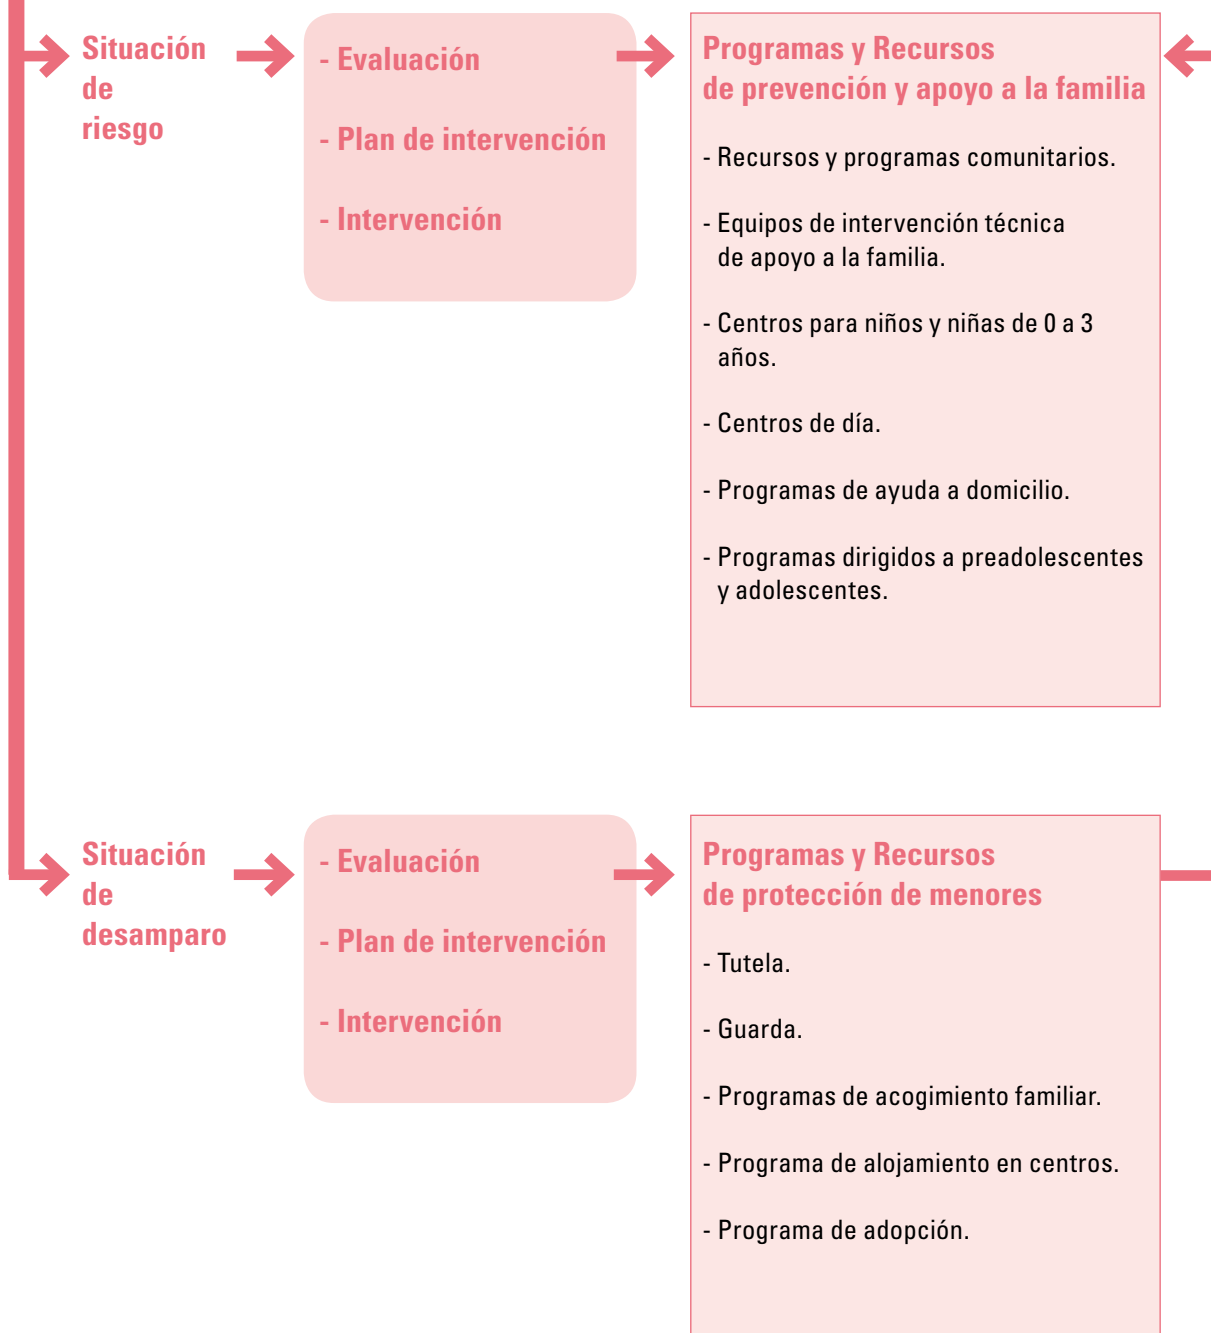 Situación
de
riesgo
- Evaluación
- Plan de intervención
- Intervención
Programas y Recursos
de prevención y apoyo a la familia
- Recursos y programas comunitarios.
- Equipos de intervención técnica
de apoyo a la familia.
- Centros para niños y niñas de 0 a 3
años.
- Centros de día.
- Programas de ayuda a domicilio.
- Programas dirigidos a preadolescentes
y adolescentes.
Situación
de
desamparo
- Evaluación
- Plan de intervención
- Intervención
Programas y Recursos
de protección de menores
- Tutela.
- Guarda.
- Programas de acogimiento familiar.
- Programa de alojamiento en centros.
- Programa de adopción.